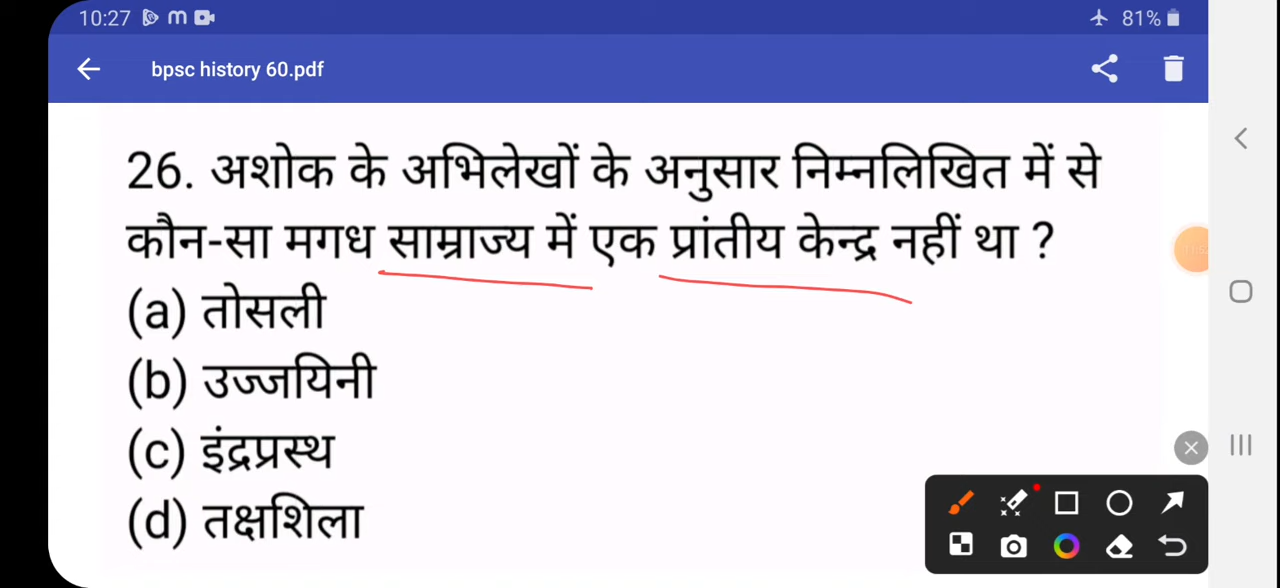 10:27 81%
bpsc history 60.pdf
26. अशोक के अभिलेखों के अनुसार निम्नलिखित में से
कौन-सा मगध साम्राज्य में एक प्रांतीय केन्द्र नहीं था ?
(a) तोसली
(b) उज्जयिनी
(c) इंद्रप्रस्थ
(d) तक्षशिला